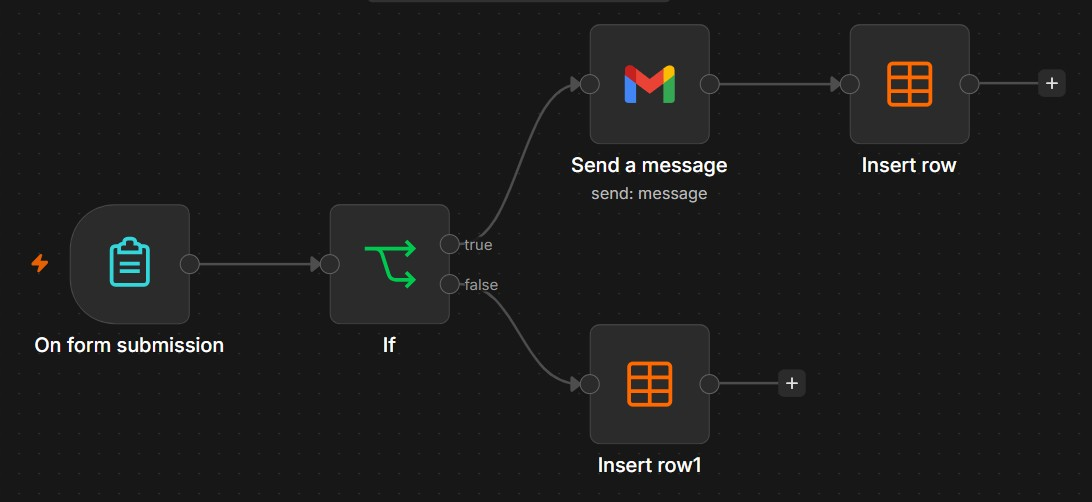 Send a message
send: message
Insert row
true
false
On form submission
If
Insert row1